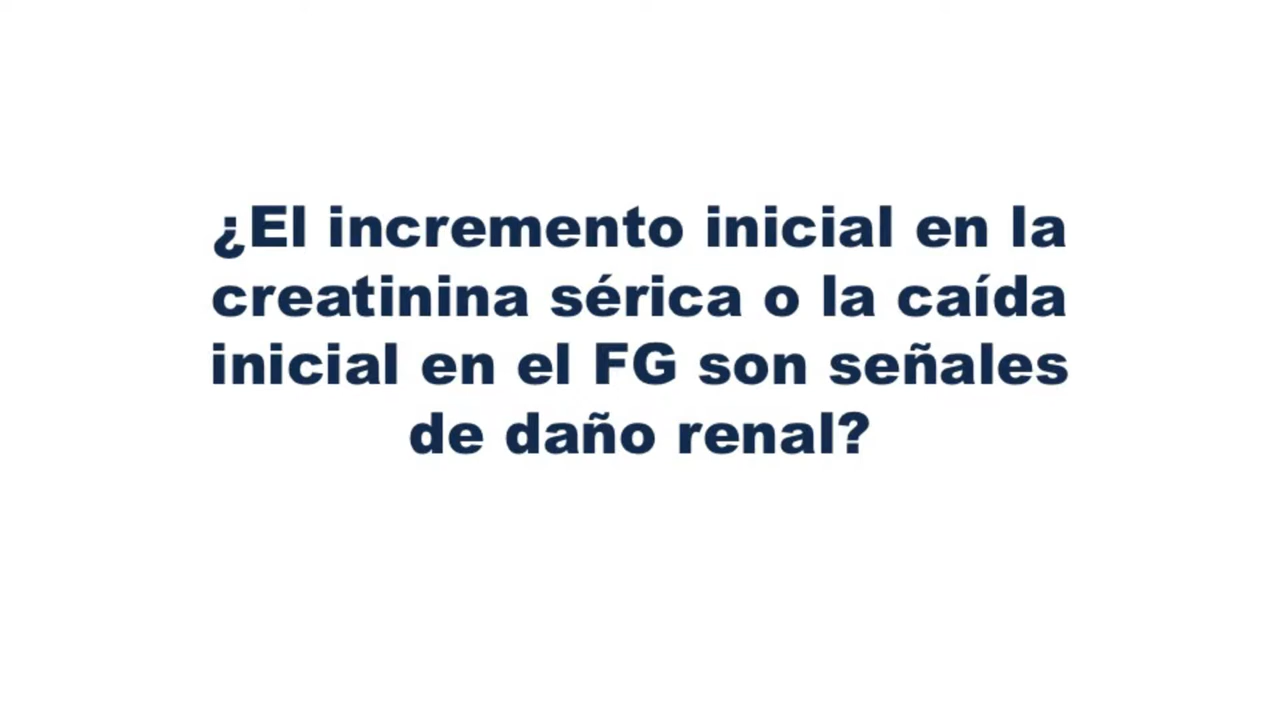 ¿El incremento inicial en la
creatinina sérica o la caída
inicial en el FG son señales
de daño renal?